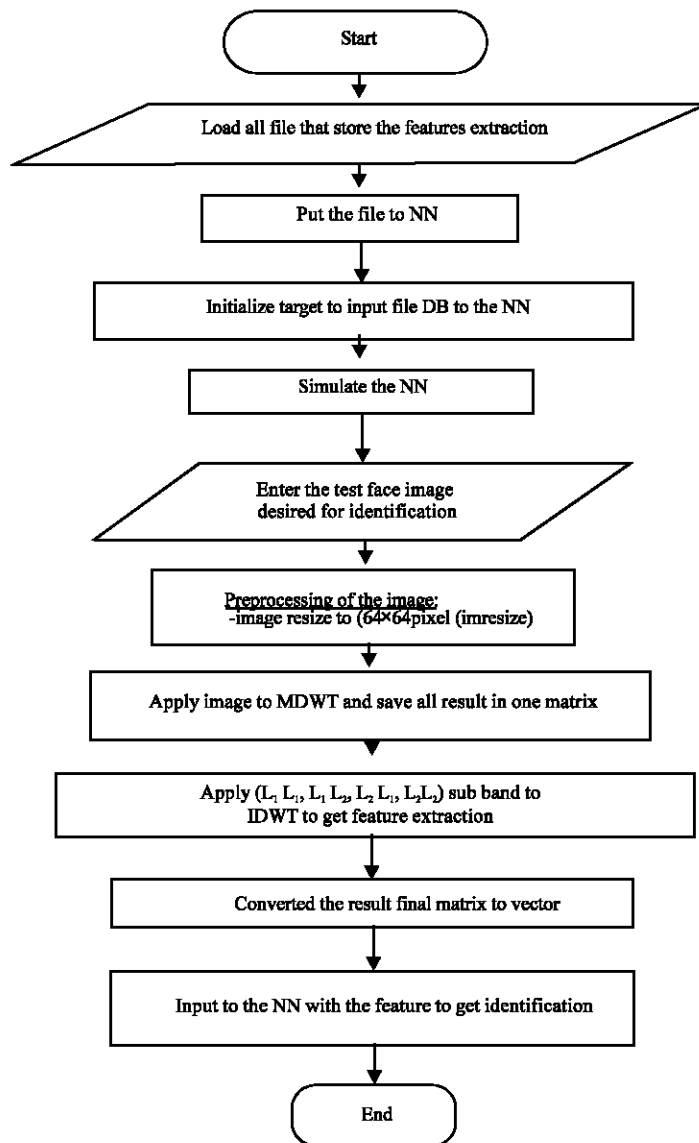 Start
Load all file that store the features extraction
Put the file to NN
Initialize target to input file DB to the NN
Simulate the NN
Enter the test face image
desired for identification
Preprocessing of the image:
-image resize to (64×64pixel (imresize)
Apply image to MDWT and save all result in one matrix
Apply (L₁ L₁, L₁ L₂, L₂ L₁, L₂L₂) sub band to
IDWT to get feature extraction
Converted the result final matrix to vector
Input to the NN with the feature to get identification
End